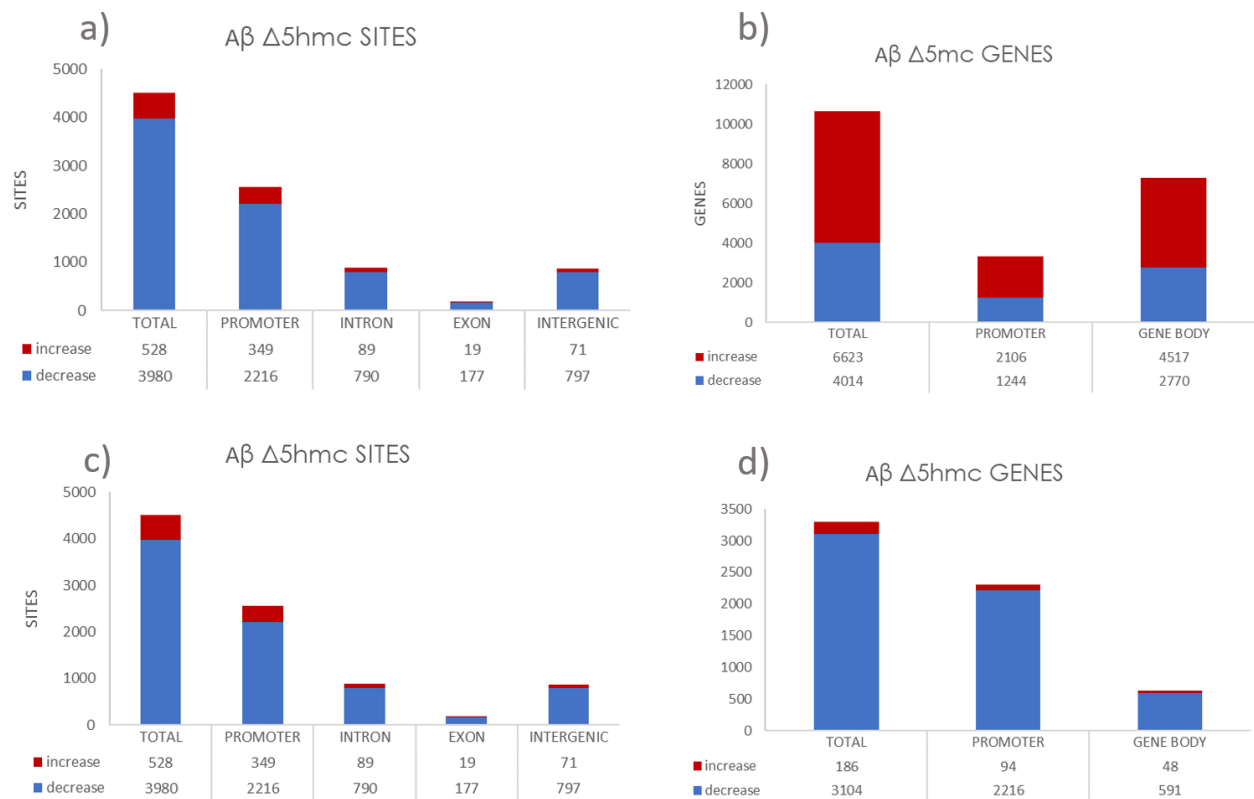 a)
Aβ Δ5hmc SITES
5000
4000
3000
2000
1000
0
SITES
TOTAL PROMOTER INTRON EXON INTERGENIC
increase 528 349 89 19 71
decrease 3980 2216 790 177 797
b)
Aβ Δ5mc GENES
12000
10000
8000
6000
4000
2000
0
GENES
TOTAL PROMOTER GENE BODY
increase 6623 2106 4517
decrease 4014 1244 2770
c)
Aβ Δ5hmc SITES
5000
4000
3000
2000
1000
0
SITES
TOTAL PROMOTER INTRON EXON INTERGENIC
increase 528 349 89 19 71
decrease 3980 2216 790 177 797
d)
Aβ Δ5hmc GENES
3500
3000
2500
2000
1500
1000
500
0
TOTAL PROMOTER GENE BODY
increase 186 94 48
decrease 3104 2216 591